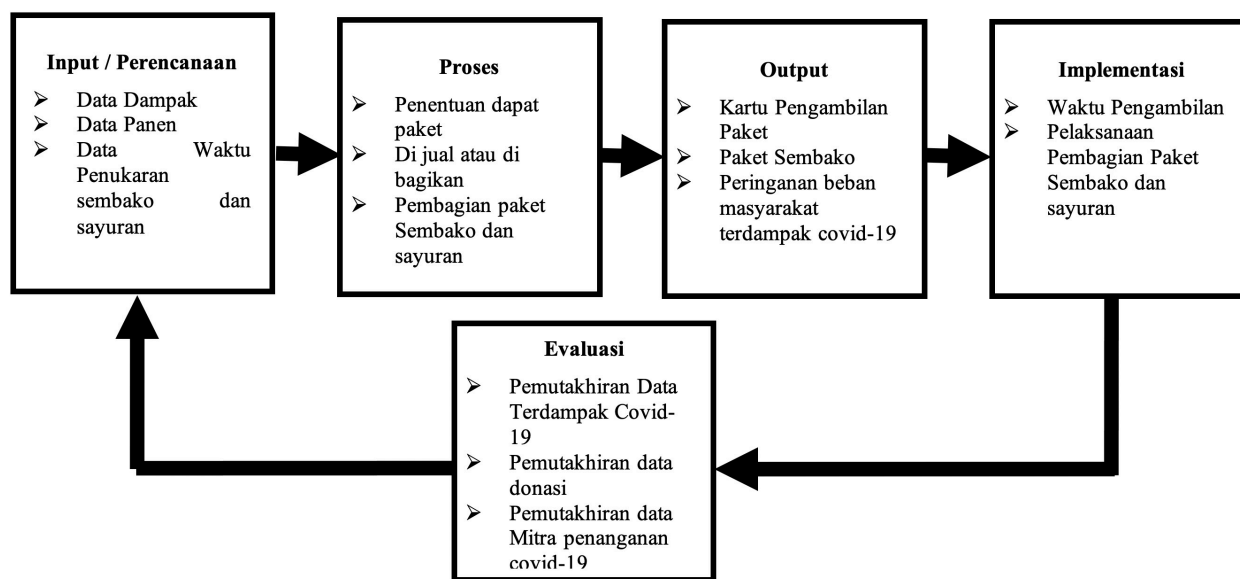 Input / Perencanaan
➢ Data Dampak
➢ Data Panen
➢ Data Waktu
Penukaran
sembako dan
sayuran
Proses
➢ Penentuan dapat
paket
➢ Di jual atau di
bagikan
➢ Pembagian paket
Sembako dan
sayuran
Output
➢ Kartu Pengambilan
Paket
➢ Paket Sembako
➢ Peringanan beban
masyarakat
terdampak covid-19
Implementasi
➢ Waktu Pengambilan
➢ Pelaksanaan
Pembagian Paket
Sembako dan
sayuran
Evaluasi
➢ Pemutakhiran Data
Terdampak Covid-
19
➢ Pemutakhiran data
donasi
➢ Pemutakhiran data
Mitra penanganan
covid-19